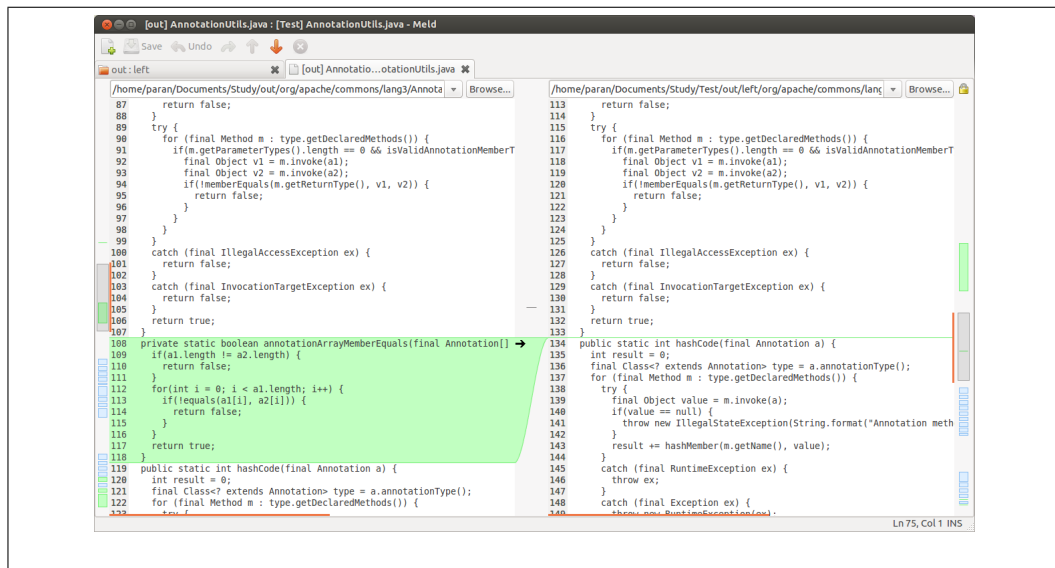 [out] AnnotationUtils.java : [Test] AnnotationUtils.java - Meld
Save Undo
out : left
[out] Annotatio...otationUtils.java
/home/paran/Documents/Study/out/org/apache/commons/lang3/Annota
Browse...
87 return false;
88 }
89 try {
90 for (final Method m : type.getDeclaredMethods()) {
91 if(m.getParameterTypes().length == 0 && isValidAnnotationMemberT
92 final Object v1 = m.invoke(a1);
93 final Object v2 = m.invoke(a2);
94 if(!memberEquals(m.getReturnType(), v1, v2)) {
95 return false;
96 }
97 }
98 }
99 }
100 catch (final IllegalAccessException ex) {
101 return false;
102 }
103 catch (final InvocationTargetException ex) {
104 return false;
105 }
106 return true;
107 }
108 private static boolean annotationArrayMemberEquals(final Annotation[]
109 if(a1.length != a2.length) {
110 return false;
111 }
112 for(int i = 0; i < a1.length; i++) {
113 if(!equals(a1[i], a2[i])) {
114 return false;
115 }
116 }
117 return true;
118 }
119 public static int hashCode(final Annotation a) {
120 int result = 0;
121 final Class<? extends Annotation> type = a.annotationType();
122 for (final Method m : type.getDeclaredMethods()) {
123 try {
/home/paran/Documents/Study/Test/out/left/org/apache/commons/lang
Browse...
113 return false;
114 }
115 try {
116 for (final Method m : type.getDeclaredMethods()) {
117 if(m.getParameterTypes().length == 0 && isValidAnnotationMemberT
118 final Object v1 = m.invoke(a1);
119 final Object v2 = m.invoke(a2);
120 if(!memberEquals(m.getReturnType(), v1, v2)) {
121 return false;
122 }
123 }
124 }
125 }
126 catch (final IllegalAccessException ex) {
127 return false;
128 }
129 catch (final InvocationTargetException ex) {
130 return false;
131 }
132 return true;
133 }
134 public static int hashCode(final Annotation a) {
135 int result = 0;
136 final Class<? extends Annotation> type = a.annotationType();
137 for (final Method m : type.getDeclaredMethods()) {
138 try {
139 final Object value = m.invoke(a);
140 if(value == null) {
141 throw new IllegalStateException(String.format("Annotation meth
142 }
143 result += hashMember(m.getName(), value);
144 }
145 catch (final RuntimeException ex) {
146 throw ex;
147 }
148 catch (final Exception ex) {
149 throw new RuntimeException(ex);
Ln 75, Col 1 INS